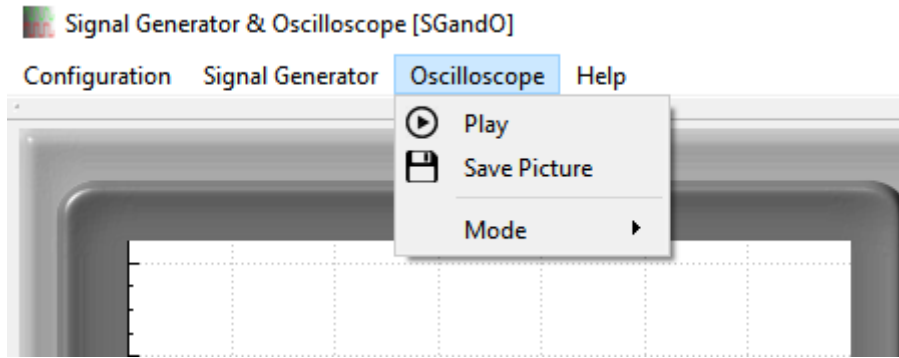 Signal Generator & Oscilloscope [SGandO]
Configuration Signal Generator Oscilloscope Help
Play
Save Picture
Mode